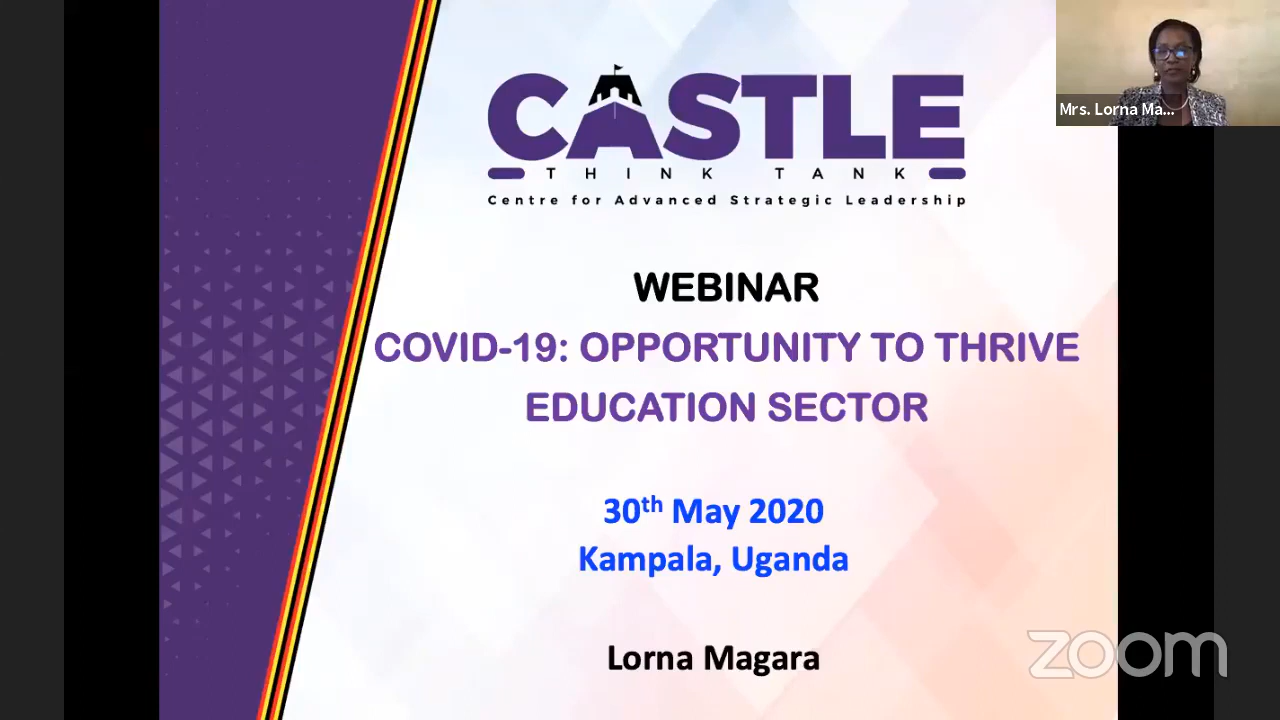 CASTLE
THINK TANK
Centre for Advanced Strategic Leadership
Mrs. Lorna Ma...
WEBINAR
COVID-19: OPPORTUNITY TO THRIVE
EDUCATION SECTOR
30th May 2020
Kampala, Uganda
Lorna Magara
zoom